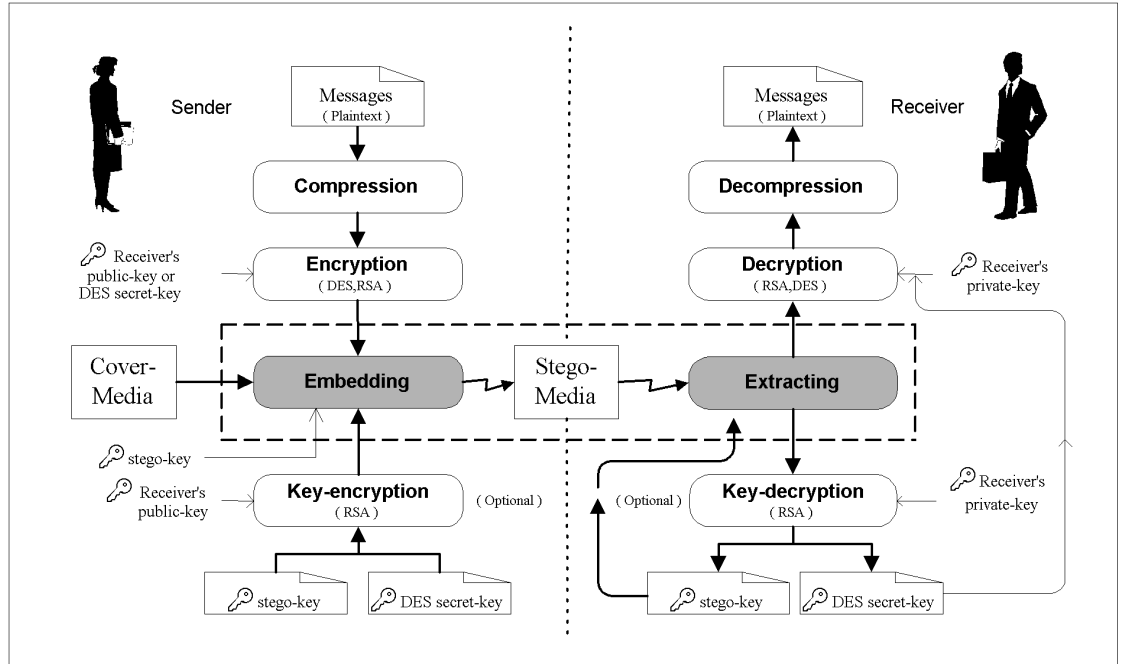 Sender
Messages
( Plaintext )
Compression
Receiver's
public-key or
DES secret-key
Encryption
( DES,RSA )
Cover-
Media
Embedding
stego-key
Receiver's
public-key
Key-encryption
( RSA )
( Optional )
stego-key
DES secret-key
Stego-
Media
Messages
( Plaintext )
Receiver
Decompression
Decryption
( RSA,DES )
Receiver's
private-key
Extracting
( Optional )
Key-decryption
( RSA )
Receiver's
private-key
stego-key
DES secret-key